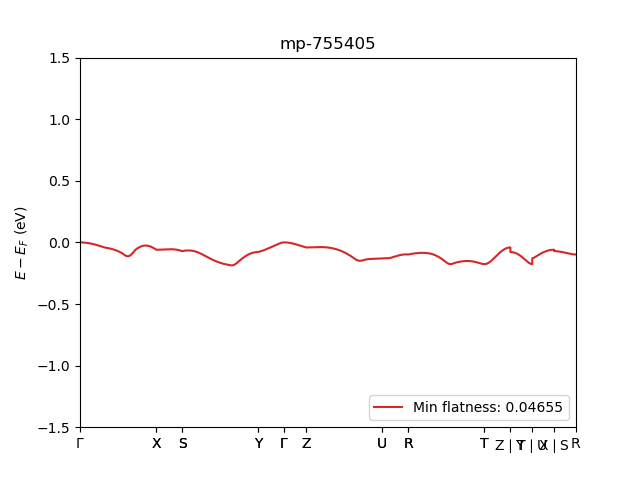 mp-755405
1.5
1.0
0.5
0.0
−0.5
−1.0
−1.5
E − E_F (eV)
Min flatness: 0.04655
Γ X S Y Γ Z U R T Z | Y T | U X | S R